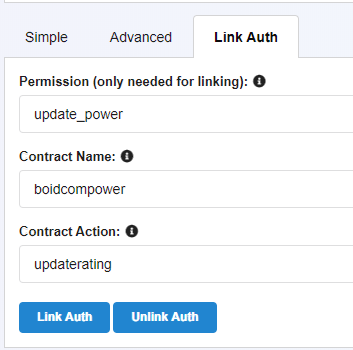 Simple Advanced Link Auth
Permission (only needed for linking):
update_power
Contract Name:
boidcompower
Contract Action:
updaterating
Link Auth Unlink Auth